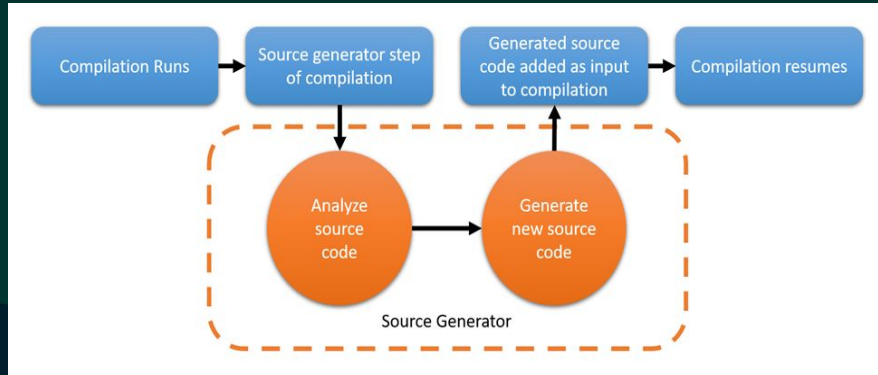 Compilation Runs
Source generator step
of compilation
Generated source
code added as input
to compilation
Compilation resumes
Analyze
source
code
Generate
new source
code
Source Generator